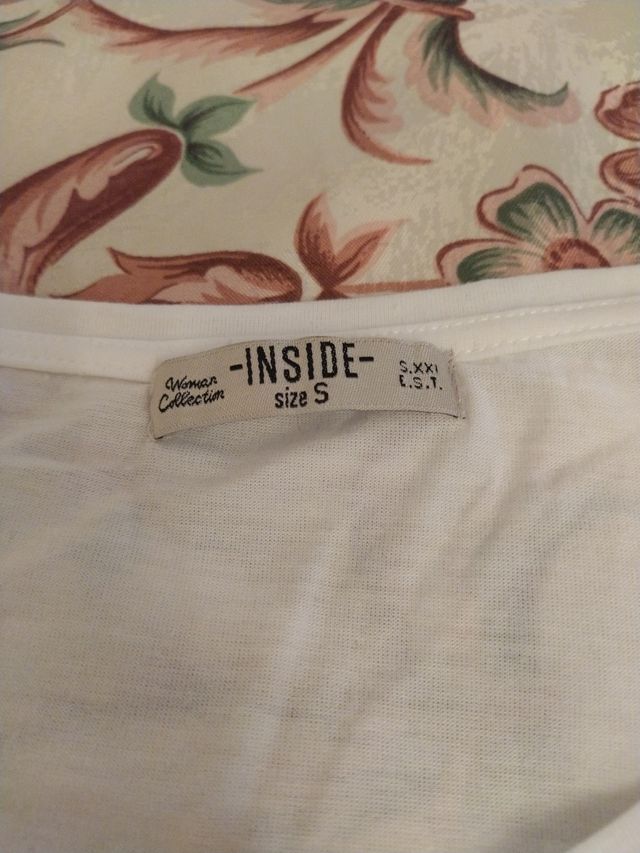 Woman
Collection
-INSIDE-
size S
S.XXI
E.S.T.